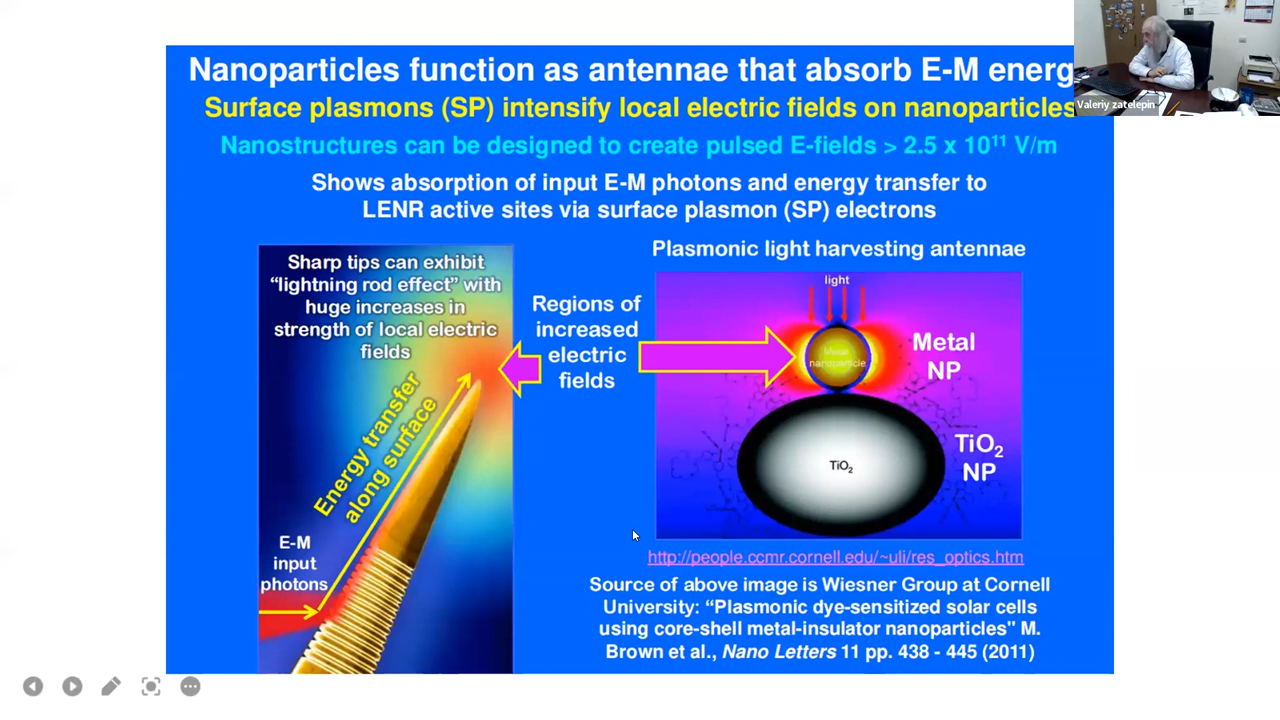 Nanoparticles function as antennae that absorb E-M energ
Surface plasmons (SP) intensify local electric fields on nanoparticles
Nanostructures can be designed to create pulsed E-fields > 2.5 x 10¹¹ V/m
Shows absorption of input E-M photons and energy transfer to
LENR active sites via surface plasmon (SP) electrons
Valeriy zatelepin
Sharp tips can exhibit
“lightning rod effect” with
huge increases in
strength of local electric
fields
Energy transfer
along surface
E-M
input
photons
Regions of
increased
electric
fields
Plasmonic light harvesting antennae
light
Metal
nanoparticle
Metal
NP
TiO₂
TiO₂
NP
http://people.ccmr.cornell.edu/~uli/res_optics.htm
Source of above image is Wiesner Group at Cornell
University: “Plasmonic dye-sensitized solar cells
using core-shell metal-insulator nanoparticles" M.
Brown et al., Nano Letters 11 pp. 438 - 445 (2011)